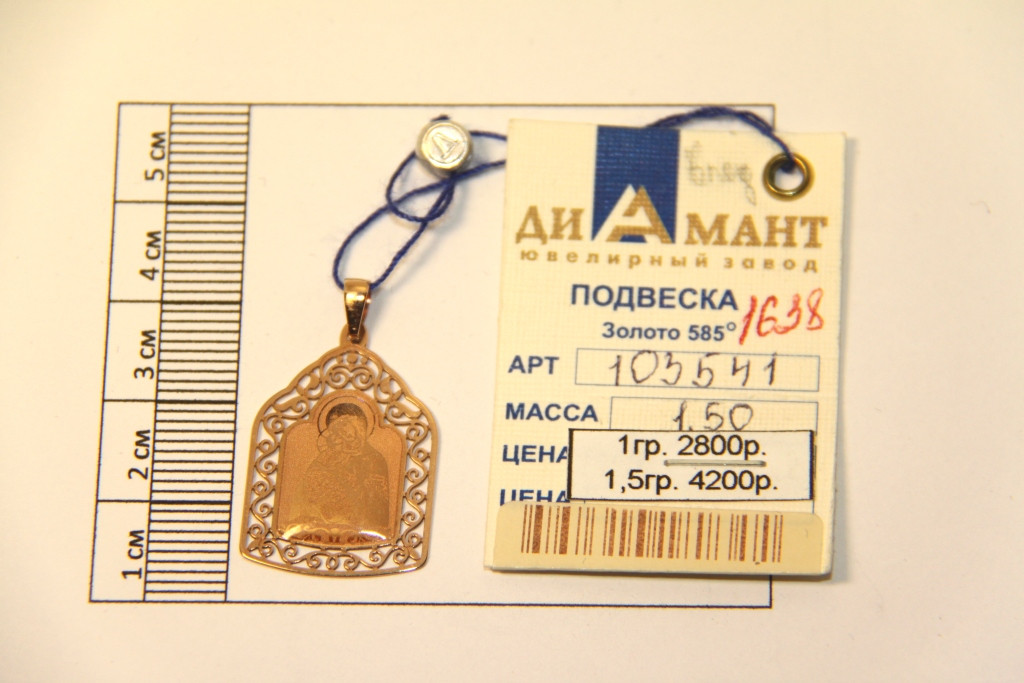 5 см
4 см
3 см
2 см
1 см
ДИАМАНТ
ювелирный завод
ПОДВЕСКА
1638
Золото 585°
АРТ 103541
МАССА 1.50
ЦЕНА 1гр. 2800р.
1,5гр. 4200р.
ЦЕНА